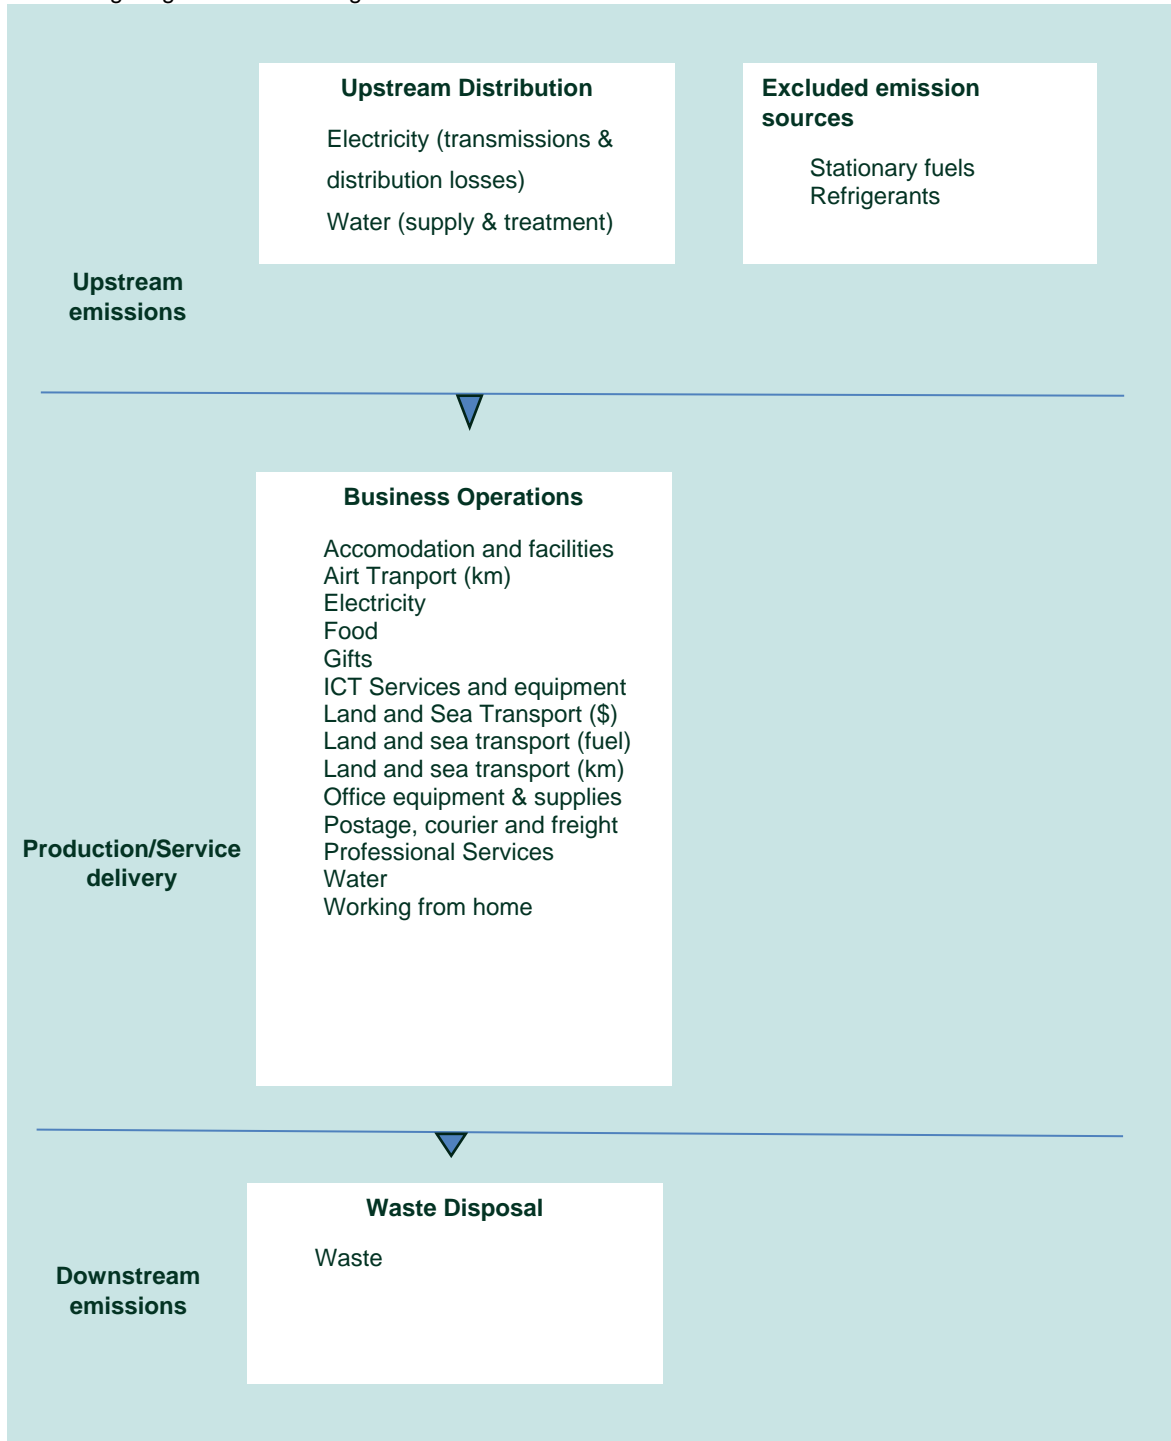 Upstream Distribution
Electricity (transmissions &
distribution losses)
Water (supply & treatment)
Excluded emission
sources
Stationary fuels
Refrigerants
Upstream
emissions
Business Operations
Accomodation and facilities
Airt Tranport (km)
Electricity
Food
Gifts
ICT Services and equipment
Land and Sea Transport ($)
Land and sea transport (fuel)
Land and sea transport (km)
Office equipment & supplies
Postage, courier and freight
Professional Services
Water
Working from home
Production/Service
delivery
Waste Disposal
Waste
Downstream
emissions